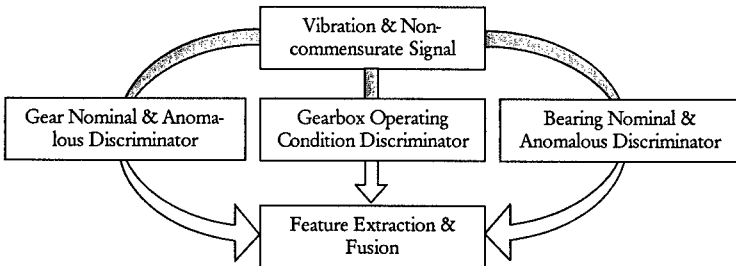 Vibration & Non-
commensurate Signal
Gear Nominal & Anoma-
lous Discriminator
Gearbox Operating
Condition Discriminator
Bearing Nominal &
Anomalous Discriminator
Feature Extraction &
Fusion